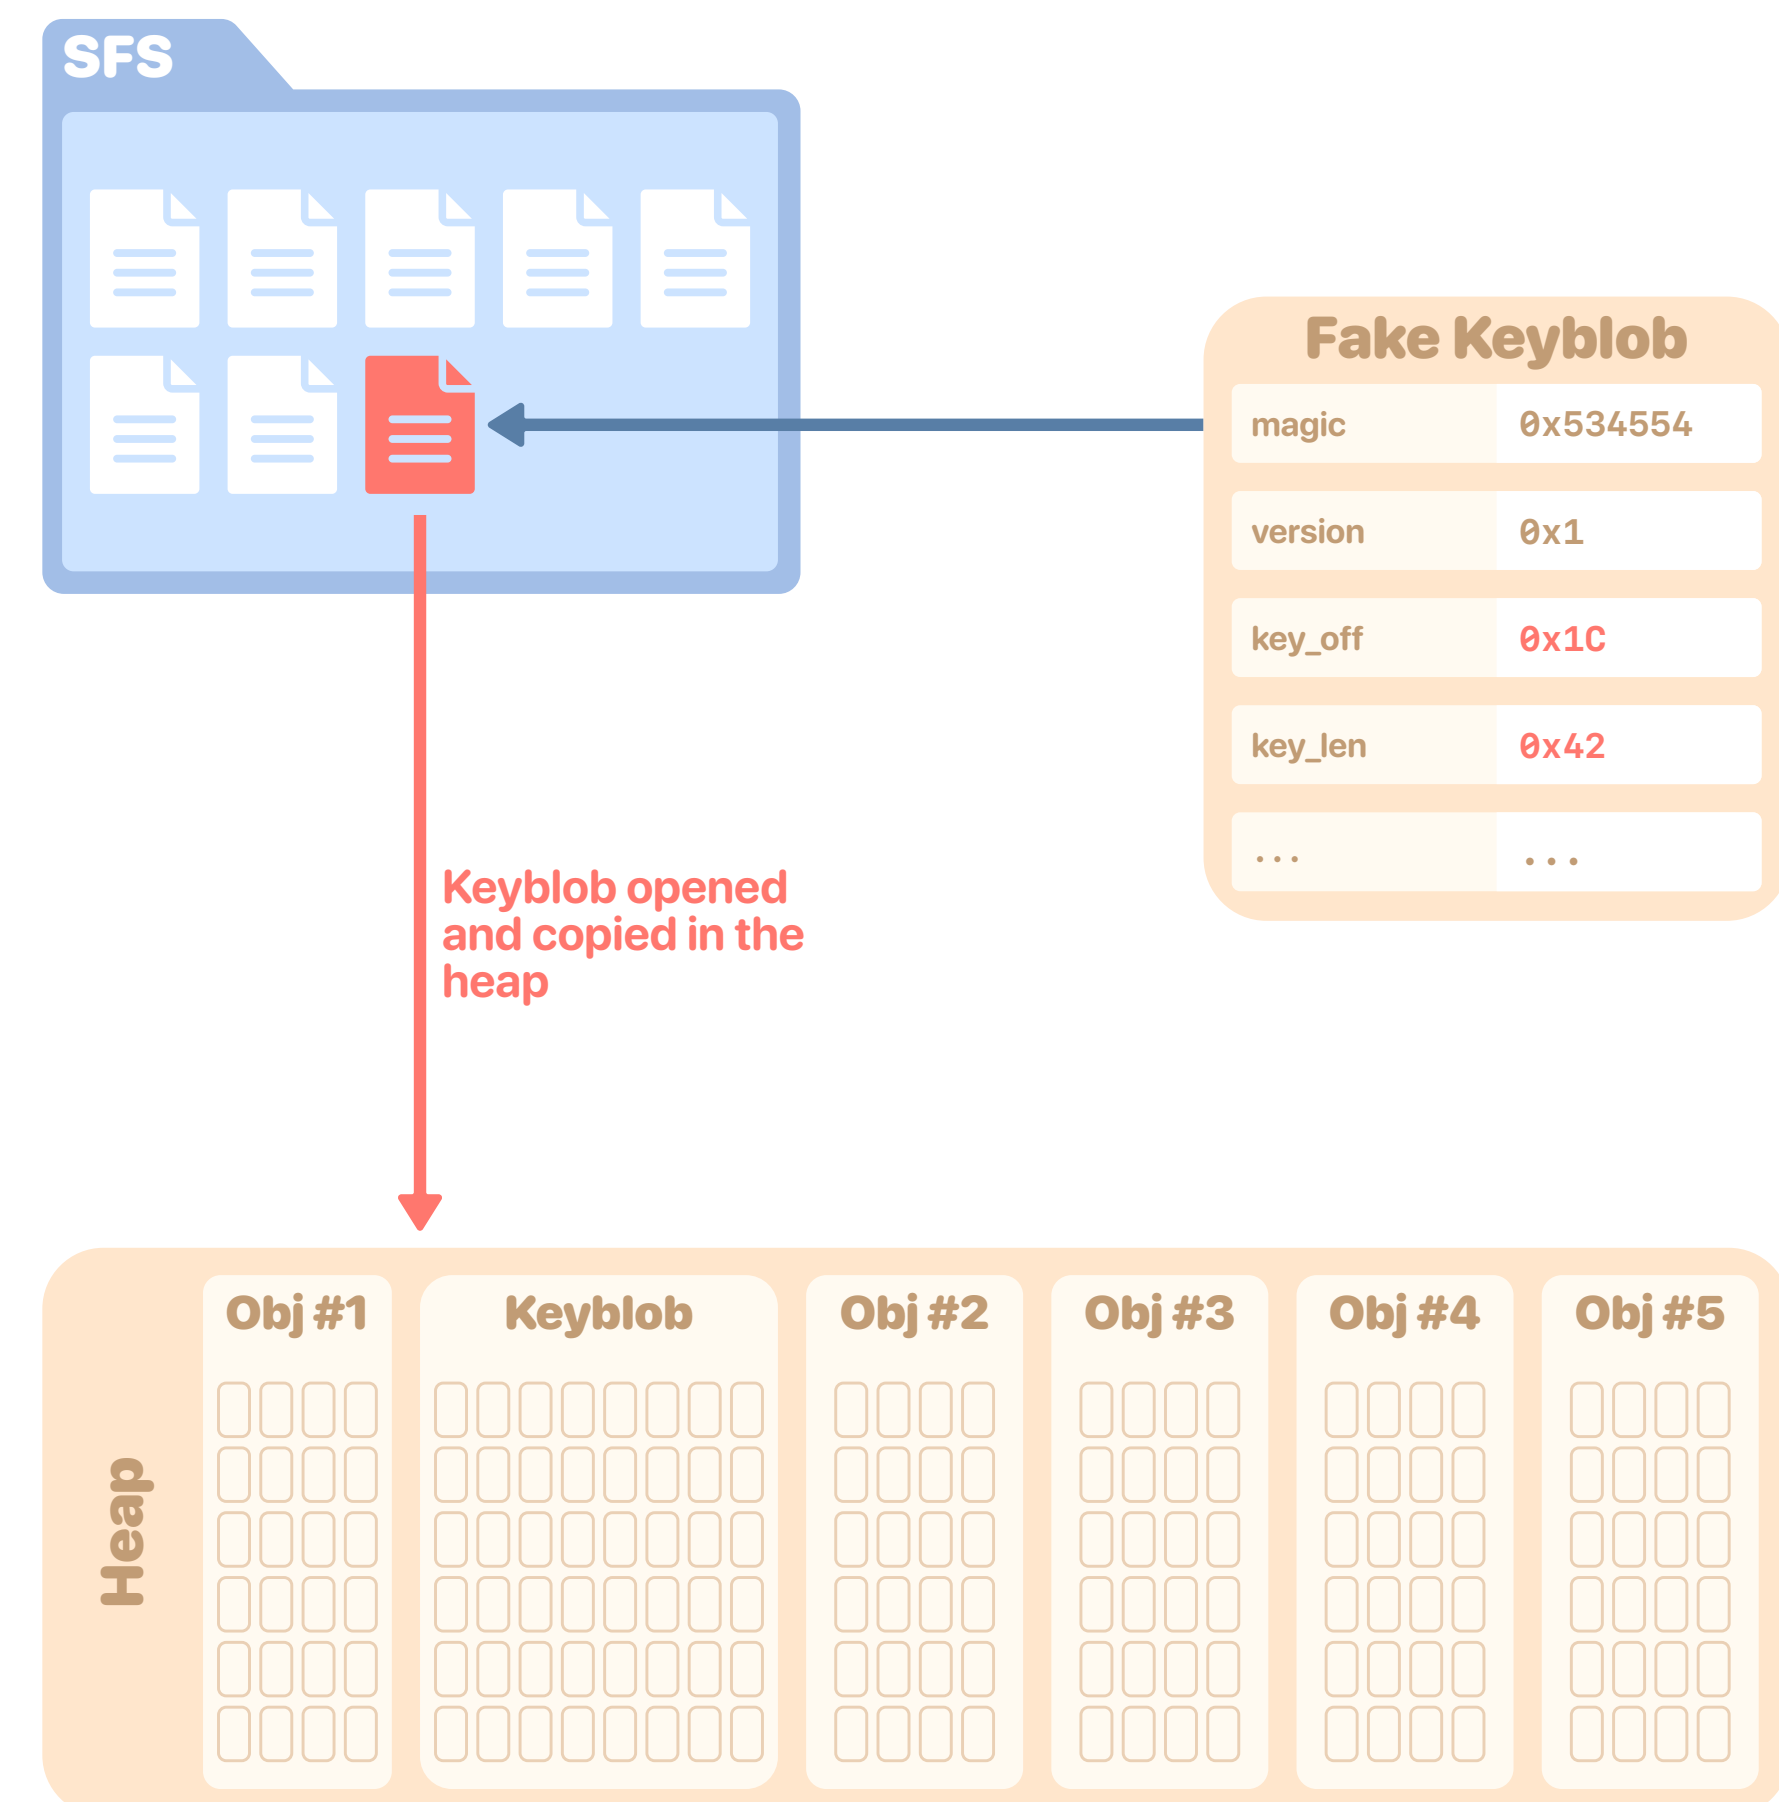 SFS
Fake Keyblob
magic 0x534554
version 0x1
key_off 0x1C
key_len 0x42
... ...
Keyblob opened
and copied in the
heap
Heap
Obj #1 Keyblob Obj #2 Obj #3 Obj #4 Obj #5